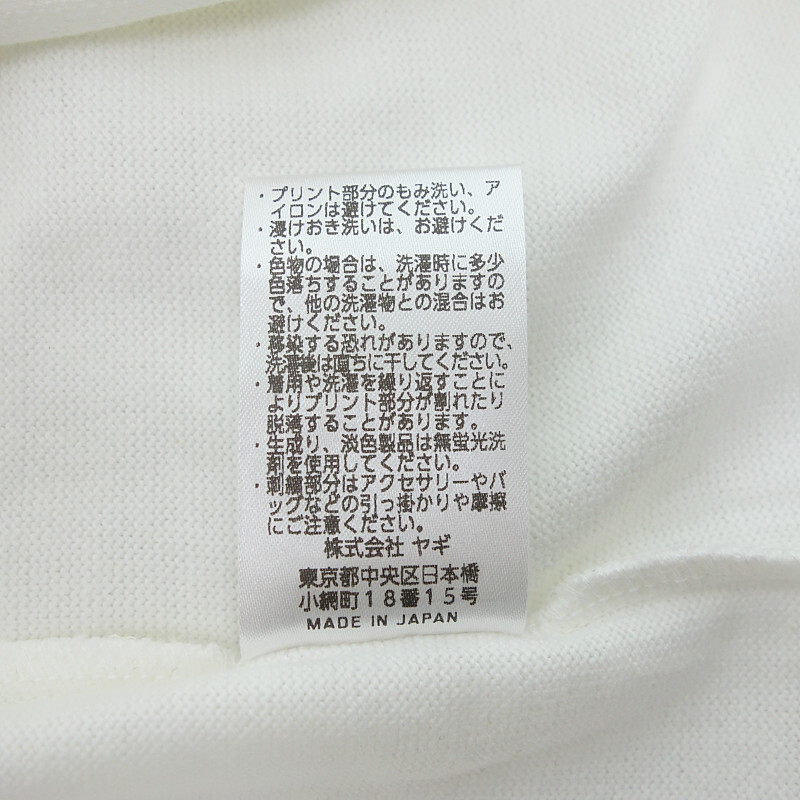 ・プリント部分のもみ洗い、ア
イロンは避けてください。
・浸けおき洗いは、お避けくだ
さい。
・色物の場合は、洗濯時に多少
色落ちすることがありますの
で、他の洗濯物との混合はお
避けください。
・移染する恐れがありますので、
洗濯後は直ちに干してください。
・着用や洗濯を繰り返すことに
よりプリント部分が割れたり
脱落することがあります。
・生成り、淡色製品は無蛍光洗
剤を使用してください。
・刺繍部分はアクセサリーやバ
ッグなどの引っ掛かりや摩擦
にご注意ください。
株式会社 ヤギ
東京都中央区日本橋
小網町18番15号
MADE IN JAPAN